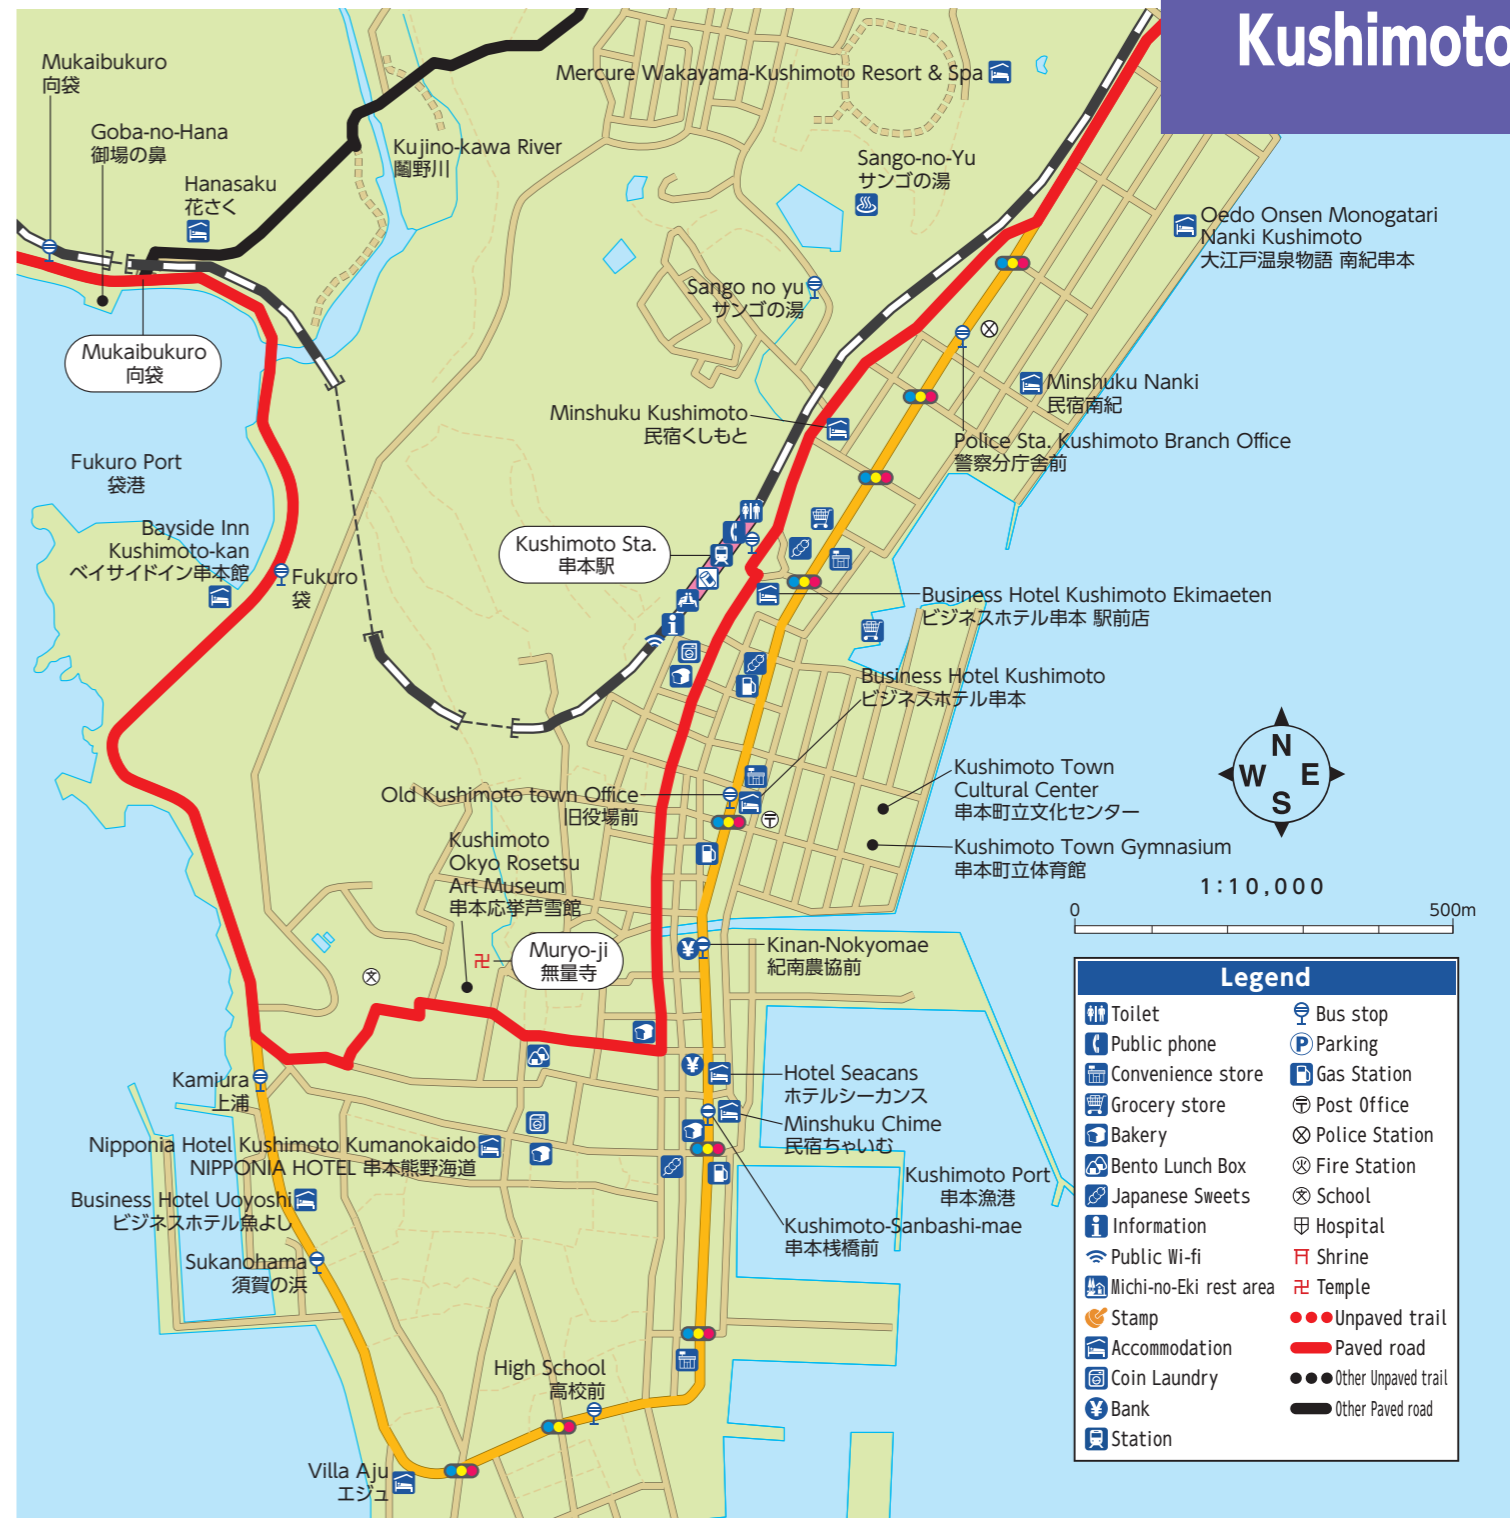 Kushimoto
Mukaibukuro
向袋
Goba-no-Hana
御場の鼻
Hanasaku
花さく
Kujino-kawa River
鬮野川
Mercure Wakayama-Kushimoto Resort & Spa
Sango-no-Yu
サンゴの湯
Oedo Onsen Monogatari
Nanki Kushimoto
大江戸温泉物語 南紀串本
Sango no yu
サンゴの湯
Mukaibukuro
向袋
Minshuku Nanki
民宿南紀
Minshuku Kushimoto
民宿くしもと
Police Sta. Kushimoto Branch Office
警察分庁舎前
Fukuro Port
袋港
Bayside Inn
Kushimoto-kan
ベイサイドイン串本館
Fukuro
袋
Kushimoto Sta.
串本駅
Business Hotel Kushimoto Ekimaeten
ビジネスホテル串本 駅前店
Business Hotel Kushimoto
ビジネスホテル串本
Kushimoto Town
Cultural Center
串本町立文化センター
Old Kushimoto town Office
旧役場前
Kushimoto Town Gymnasium
串本町立体育館
Kushimoto
Okyo Rosetsu
Art Museum
串本応挙芦雪館
Muryo-ji
無量寺
Kinan-Nokyomae
紀南農協前
N
W E
S
1:10,000
0 500m
Kamiura
上浦
Hotel Seacans
ホテルシーカンス
Minshuku Chime
民宿ちゃいむ
Nipponia Hotel Kushimoto Kumanokaido
NIPPONIA HOTEL 串本熊野海道
Kushimoto Port
串本漁港
Business Hotel Uoyoshi
ビジネスホテル魚よし
Kushimoto-Sanbashi-mae
串本桟橋前
Sukanohama
須賀の浜
High School
高校前
Villa Aju
エジュ
Legend
Toilet
Public phone
Convenience store
Grocery store
Bakery
Bento Lunch Box
Japanese Sweets
Information
Public Wi-fi
Michi-no-Eki rest area
Stamp
Accommodation
Coin Laundry
Bank
Station
Bus stop
Parking
Gas Station
Post Office
Police Station
Fire Station
School
Hospital
Shrine
Temple
Unpaved trail
Paved road
Other Unpaved trail
Other Paved road